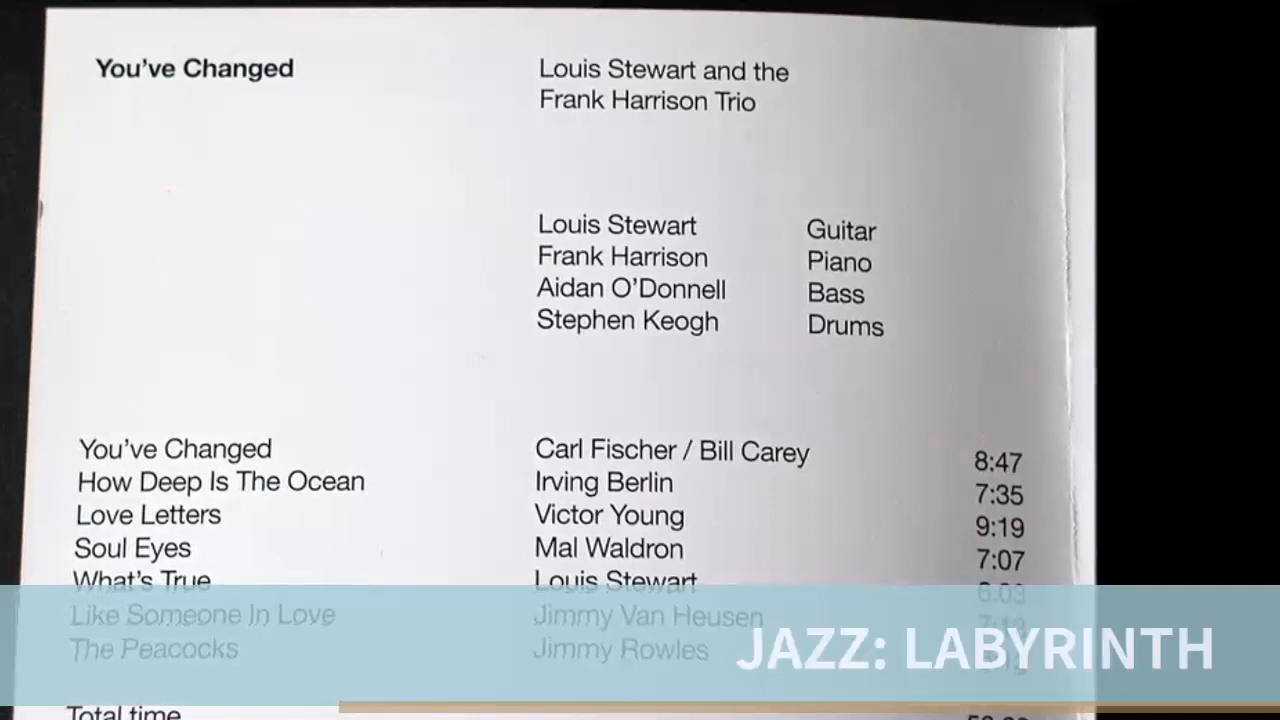 You've Changed Louis Stewart and the
Frank Harrison Trio
Louis Stewart Guitar
Frank Harrison Piano
Aidan O'Donnell Bass
Stephen Keogh Drums
You've Changed Carl Fischer / Bill Carey 8:47
How Deep Is The Ocean Irving Berlin 7:35
Love Letters Victor Young 9:19
Soul Eyes Mal Waldron 7:07
What's True Louis Stewart
Like Someone In Love Jimmy Van Heusen
The Peacocks Jimmy Rowles
JAZZ: LABYRINTH
Total time